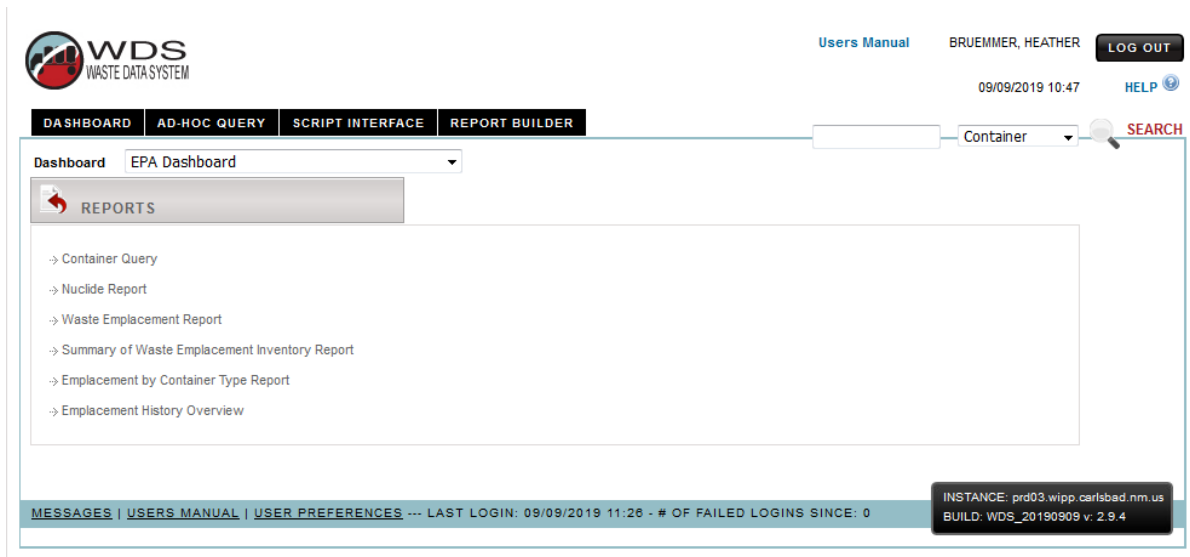 WDS
WASTE DATA SYSTEM
Users Manual BRUEMMER, HEATHER LOG OUT
09/09/2019 10:47 HELP
DASHBOARD AD-HOC QUERY SCRIPT INTERFACE REPORT BUILDER
Container SEARCH
Dashboard EPA Dashboard
REPORTS
Container Query
Nuclide Report
Waste Emplacement Report
Summary of Waste Emplacement Inventory Report
Emplacement by Container Type Report
Emplacement History Overview
MESSAGES | USERS MANUAL | USER PREFERENCES --- LAST LOGIN: 09/09/2019 11:26 - # OF FAILED LOGINS SINCE: 0
INSTANCE: prd03.wipp.carlsbad.nm.us
BUILD: WDS_20190909 v: 2.9.4